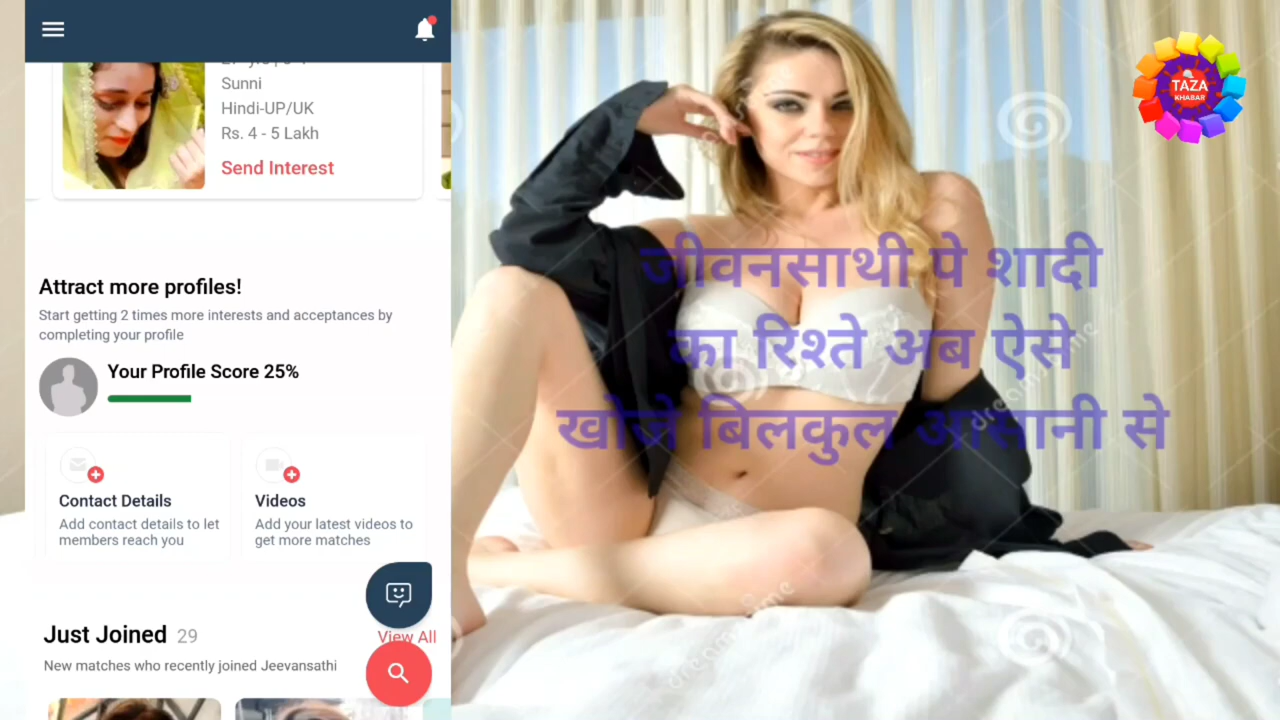 Sunni
Hindi-UP/UK
Rs. 4 - 5 Lakh
Send Interest
Attract more profiles!
Start getting 2 times more interests and acceptances by
completing your profile
Your Profile Score 25%
Contact Details
Add contact details to let
members reach you
Videos
Add your latest videos to
get more matches
Just Joined 29
View All
New matches who recently joined Jeevansathi
TAZA
KHABAR
जीवनसाथी पे शादी
का रिश्ते अब ऐसे
खोजे बिलकुल आसानी से
dreamstime
dreamstime